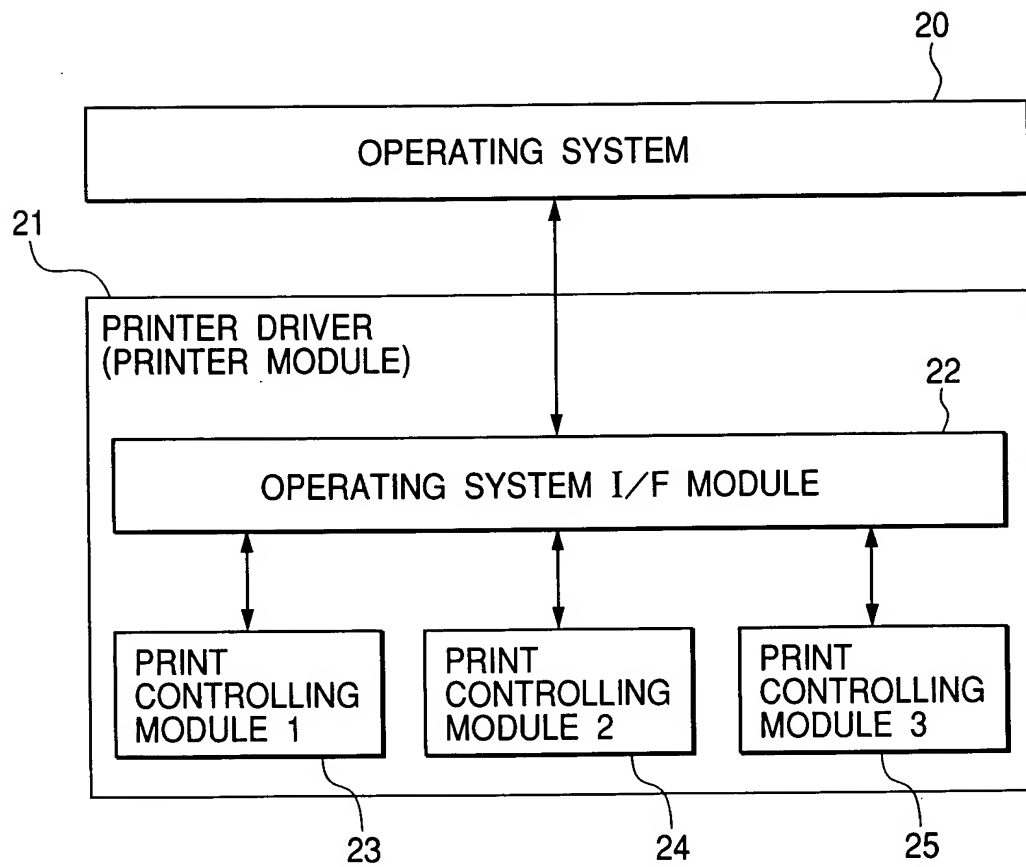 20
OPERATING SYSTEM
21
PRINTER DRIVER
(PRINTER MODULE)
22
OPERATING SYSTEM I/F MODULE
PRINT
CONTROLLING
MODULE 1
PRINT
CONTROLLING
MODULE 2
PRINT
CONTROLLING
MODULE 3
23
24
25